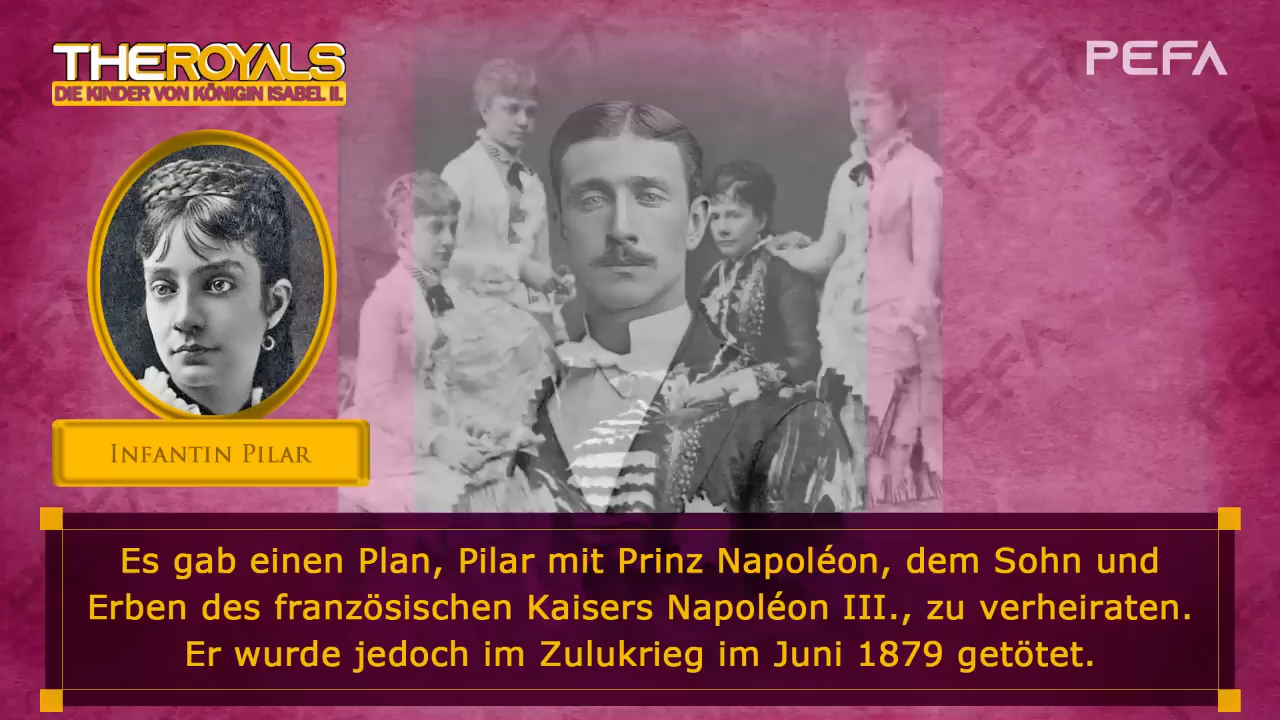 THEROYALS
DIE KINDER VON KÖNIGIN ISABEL II.
PEFA
INFANTIN PILAR
Es gab einen Plan, Pilar mit Prinz Napoléon, dem Sohn und
Erben des französischen Kaisers Napoléon III., zu verheiraten.
Er wurde jedoch im Zulukrieg im Juni 1879 getötet.